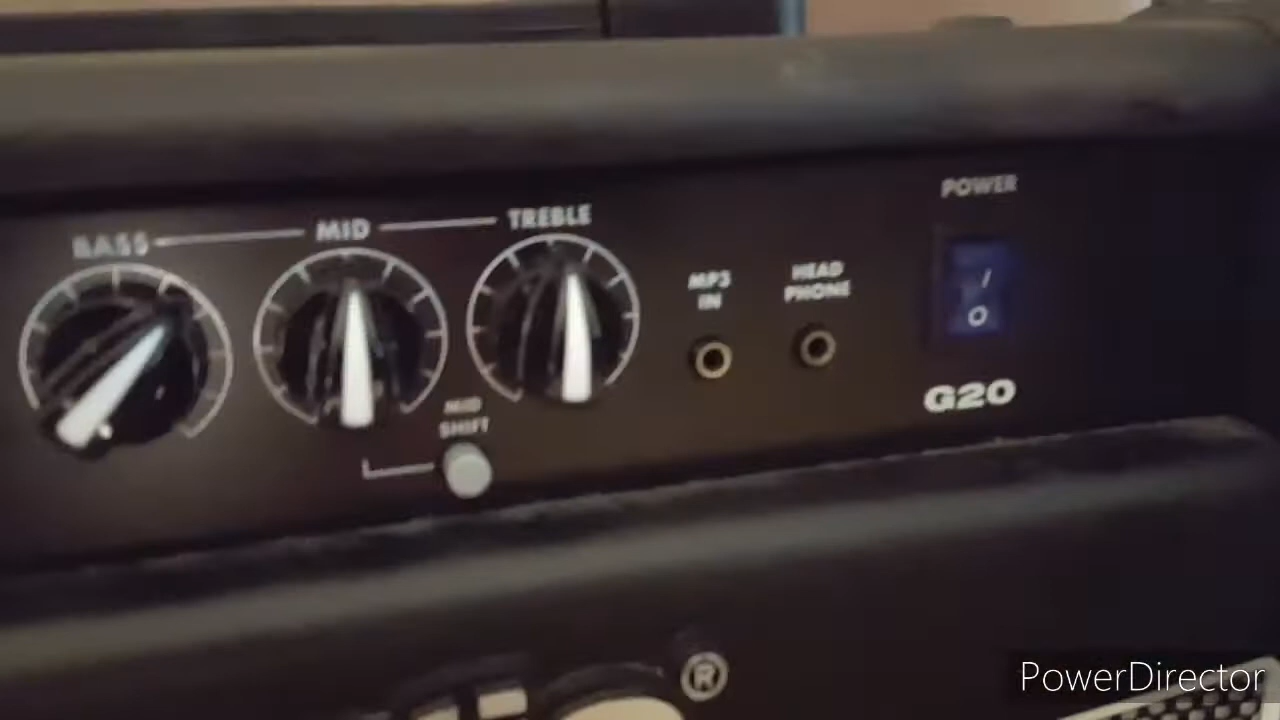 BASS
MID
TREBLE
MID
SHIFT
MP3
IN
HEAD
PHONE
POWER
I
O
G20
®
PowerDirector